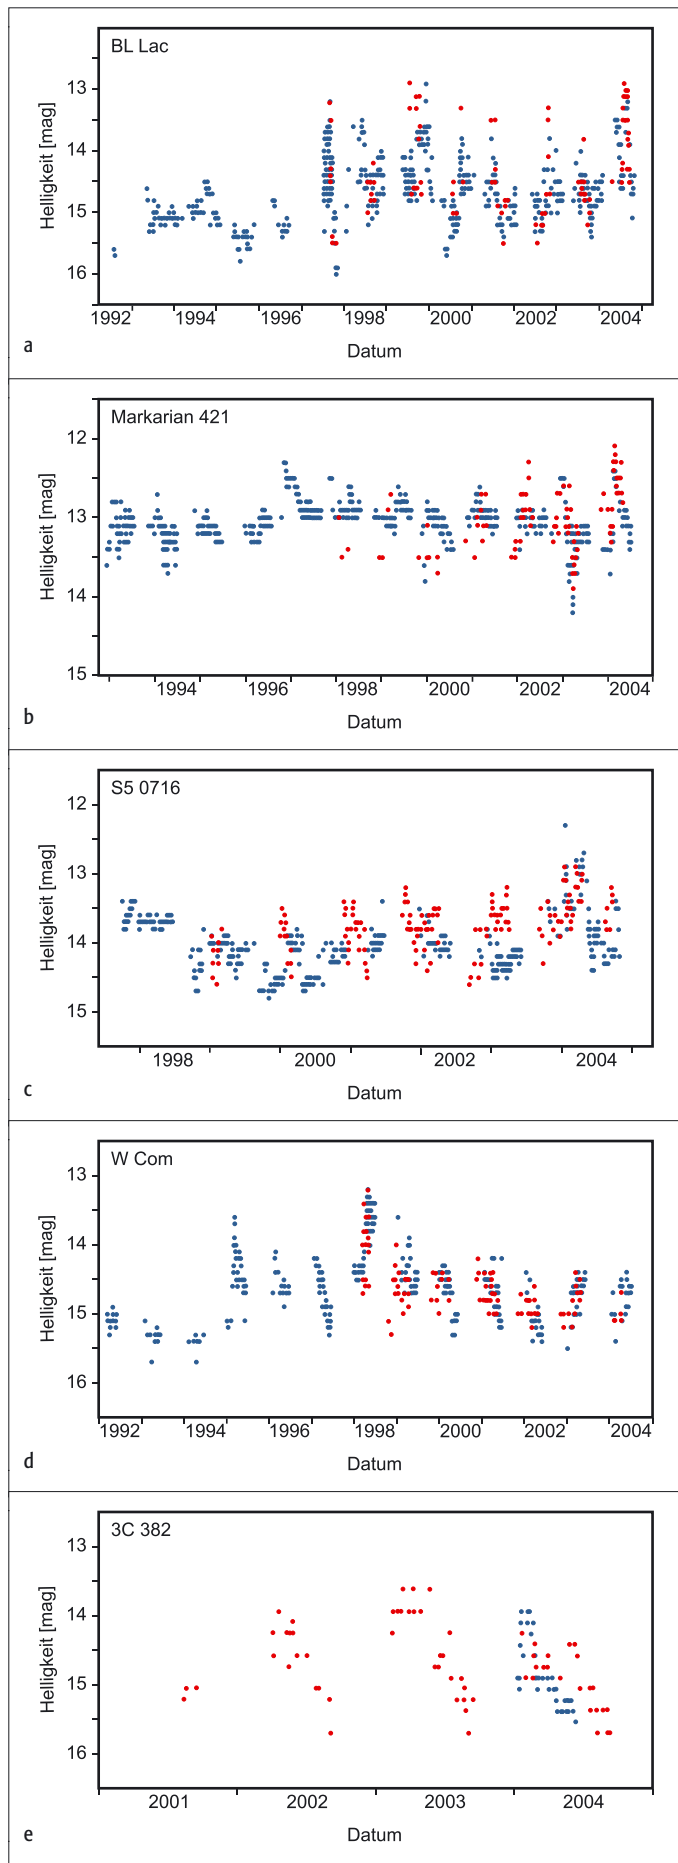 BL Lac
Helligkeit [mag]
13
14
15
16
1992 1994 1996 1998 2000 2002 2004
Datum
a
Markarian 421
Helligkeit [mag]
12
13
14
15
1994 1996 1998 2000 2002 2004
Datum
b
S5 0716
Helligkeit [mag]
12
13
14
15
1998 2000 2002 2004
Datum
c
W Com
Helligkeit [mag]
13
14
15
16
1992 1994 1996 1998 2000 2002 2004
Datum
d
3C 382
Helligkeit [mag]
13
14
15
16
2001 2002 2003 2004
Datum
e